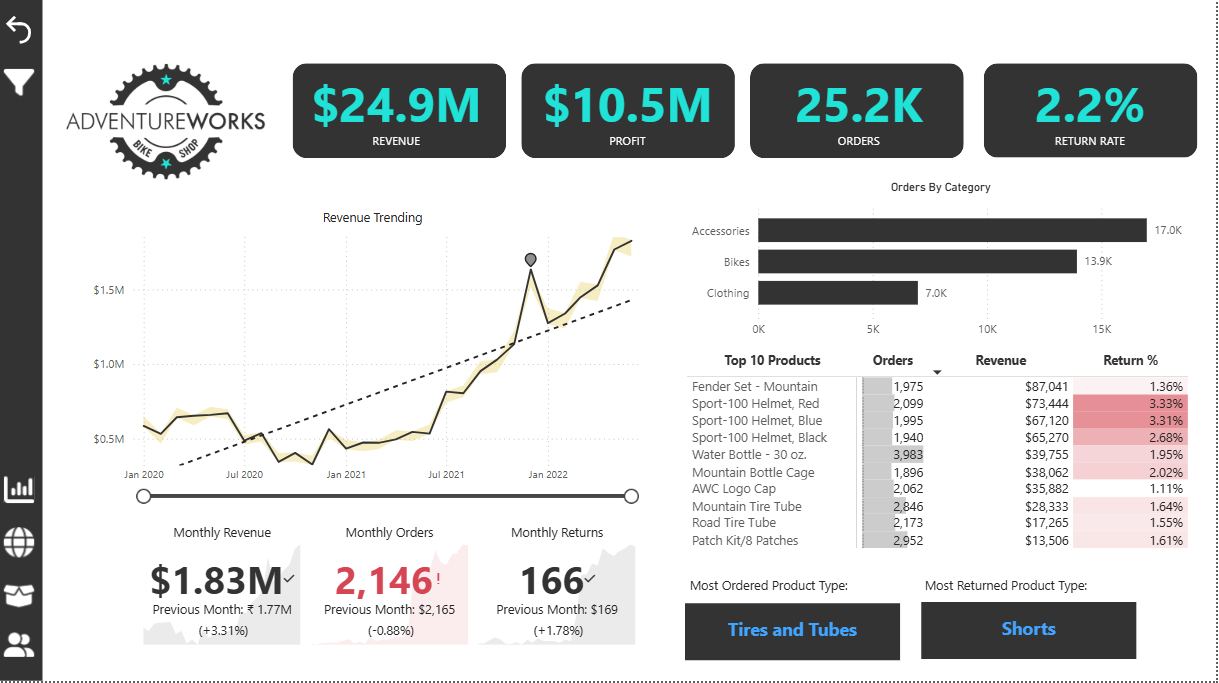 ADVENTUREWORKS
BIKE SHOP
$24.9M
REVENUE
$10.5M
PROFIT
25.2K
ORDERS
2.2%
RETURN RATE
Revenue Trending
$1.5M
$1.0M
$0.5M
Jan 2020 Jul 2020 Jan 2021 Jul 2021 Jan 2022
Orders By Category
Accessories 17.0K
Bikes 13.9K
Clothing 7.0K
0K 5K 10K 15K
Top 10 Products Orders Revenue Return %
Fender Set - Mountain 1,975 $87,041 1.36%
Sport-100 Helmet, Red 2,099 $73,444 3.33%
Sport-100 Helmet, Blue 1,995 $67,120 3.31%
Sport-100 Helmet, Black 1,940 $65,270 2.68%
Water Bottle - 30 oz. 3,983 $39,755 1.95%
Mountain Bottle Cage 1,896 $38,062 2.02%
AWC Logo Cap 2,062 $35,882 1.11%
Mountain Tire Tube 2,846 $28,333 1.64%
Road Tire Tube 2,173 $17,265 1.55%
Patch Kit/8 Patches 2,952 $13,506 1.61%
Monthly Revenue
$1.83M
Previous Month: ₹ 1.77M
(+3.31%)
Monthly Orders
2,146!
Previous Month: $2,165
(-0.88%)
Monthly Returns
166
Previous Month: $169
(+1.78%)
Most Ordered Product Type:
Tires and Tubes
Most Returned Product Type:
Shorts